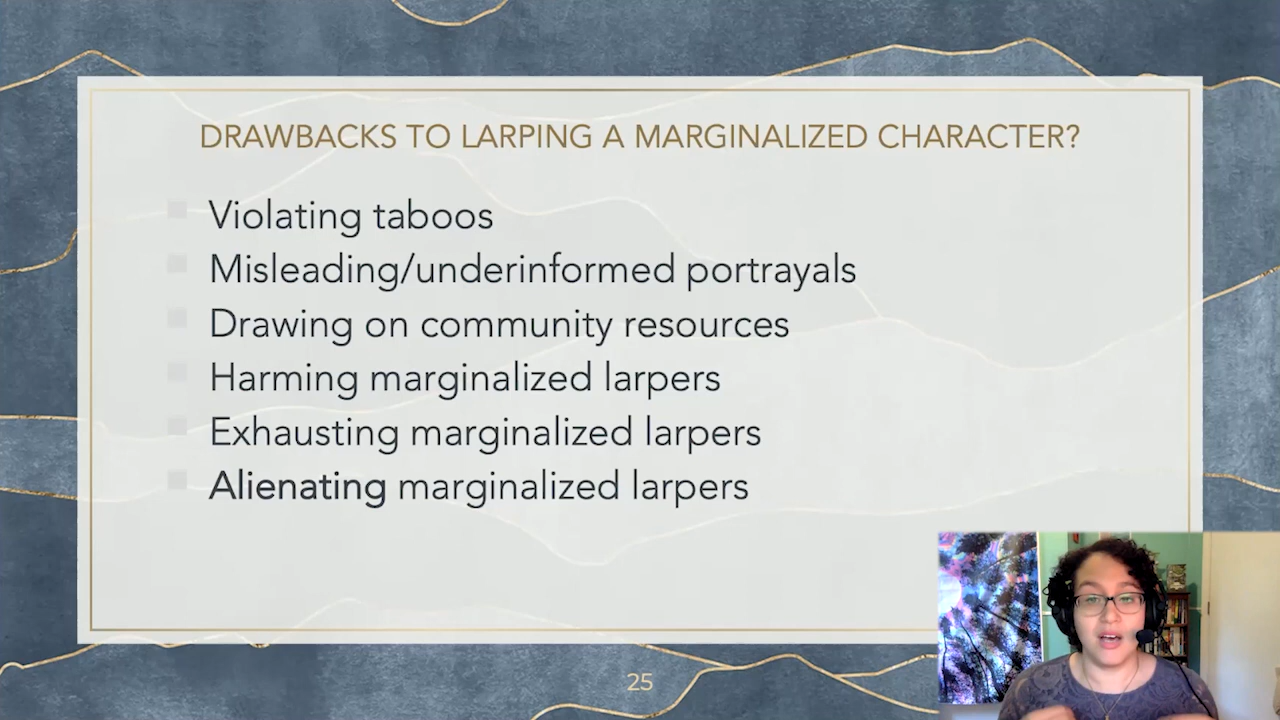 DRAWBACKS TO LARPING A MARGINALIZED CHARACTER?
Violating taboos
Misleading/underinformed portrayals
Drawing on community resources
Harming marginalized larpers
Exhausting marginalized larpers
Alienating marginalized larpers
25